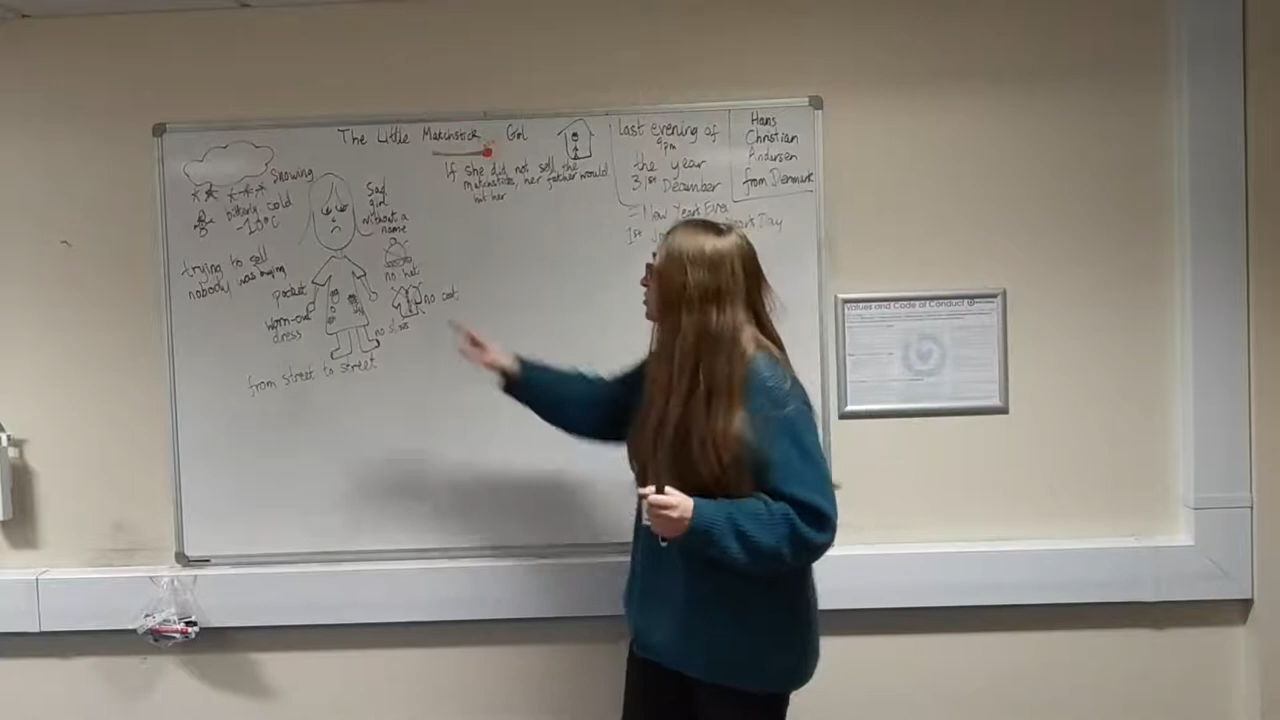 The Little Matchstick Girl
If she did not sell the
matchsticks, her father would
hit her
Last evening of
9pm
the year
31st December
= New Years Eve
1st
Day
Hans
Christian
Andersen
from Denmark
Snowing
bitterly cold
-10°C
Sad
girl
without a
name
trying to sell
nobody was buying
no hat
pocket
no coat
worn-out
dress
no
from street to street
Values and Code of Conduct